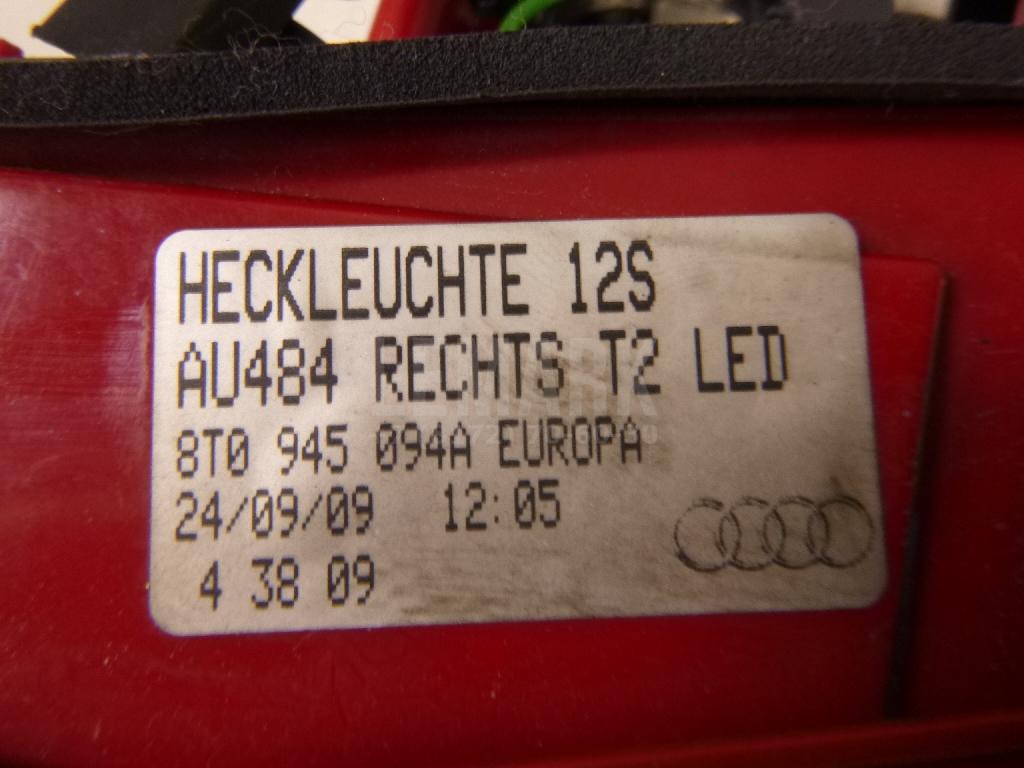 HECKLEUCHTE 12S
AU484 RECHTS T2 LED
8T0 945 094A EUROPA
24/09/09 12:05
4 38 09